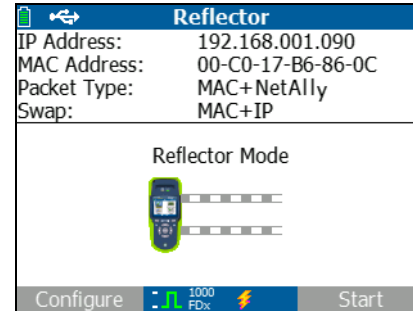 Reflector
IP Address: 192.168.001.090
MAC Address: 00-C0-17-B6-86-0C
Packet Type: MAC+NetAlly
Swap: MAC+IP
Reflector Mode
Configure 1000 FDx Start